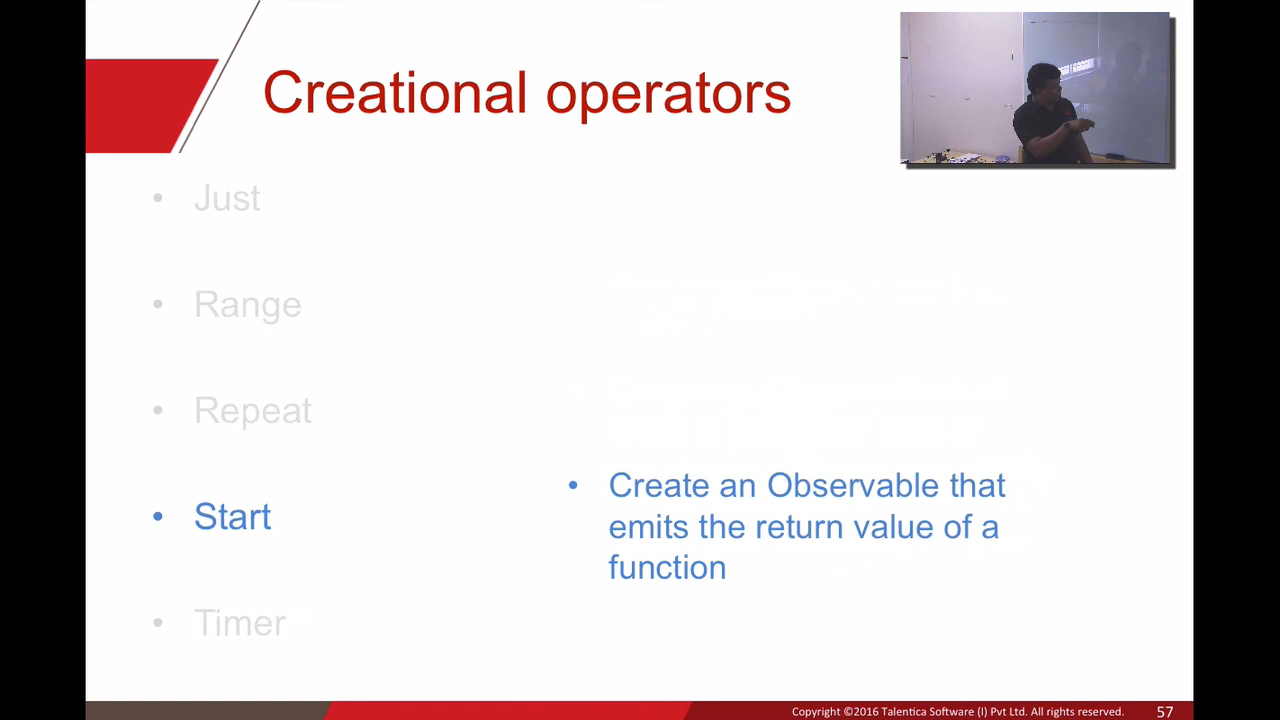 Creational operators
• Just
• Range
• Repeat
• Start
• Create an Observable that
emits the return value of a
function
• Timer
Copyright ©2016 Talentica Software (I) Pvt Ltd. All rights reserved.
57